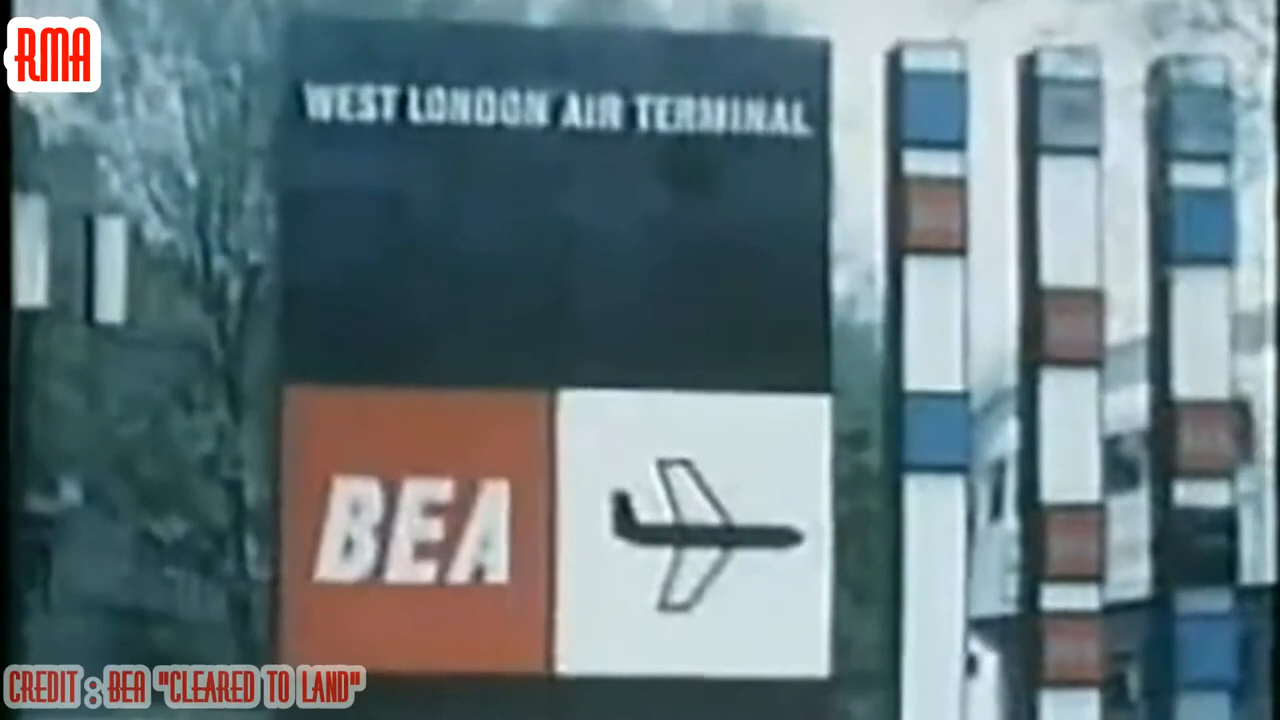 RMA
WEST LONDON AIR TERMINAL
BEA
CREDIT : BEA "CLEARED TO LAND"